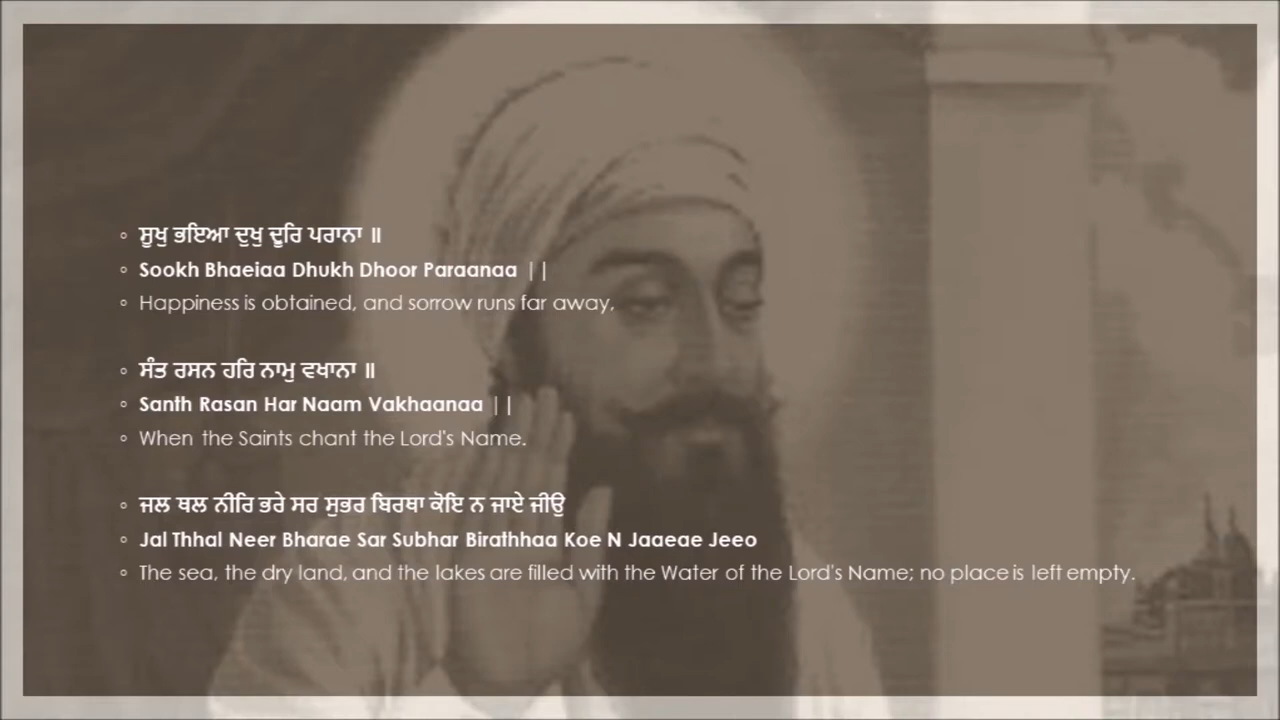 ਸੁਖੁ ਭਇਆ ਦੁਖੁ ਦੂਰਿ ਪਰਾਨਾ ॥
Sookh Bhaeiaa Dhukh Dhoor Paraanaa ||
Happiness is obtained, and sorrow runs far away,
ਸੰਤ ਰਸਨ ਹਰਿ ਨਾਮੁ ਵਖਾਨਾ ॥
Santh Rasan Har Naam Vakhaanaa ||
When the Saints chant the Lord's Name.
ਜਲ ਥਲ ਨੀਰਿ ਭਰੇ ਸਰ ਸੁਭਰ ਬਿਰਥਾ ਕੋਇ ਨ ਜਾਏ ਜੀਉ
Jal Thhal Neer Bharae Sar Subhar Birathhaa Koe N Jaaeae Jeeo
The sea, the dry land, and the lakes are filled with the Water of the Lord's Name; no place is left empty.